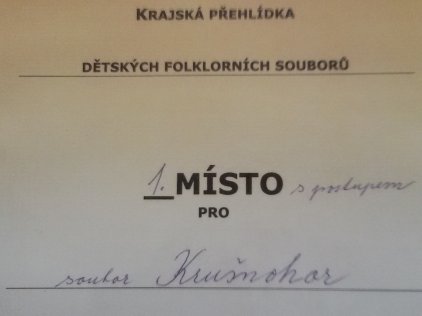 KRAJSKÁ PŘEHLÍDKA
DĚTSKÝCH FOLKLORNÍCH SOUBORŮ
1. MÍSTO s postupem
PRO
soubor Krušnohor